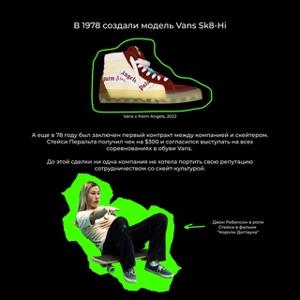 В 1978 создали модель Vans Sk8-Hi
Palm Angels
Vans x Palm Angels, 2022
А еще в 78 году был заключен первый контракт между компанией и скейтером.
Стейси Перальта получил чек на $300 и согласился выступать на всех
соревнованиях в обуви Vans.
До этой сделки ни одна компания не хотела портить свою репутацию
сотрудничеством со скейт-культурой.
Джон Робинсон в роли
Стейси в фильме
"Короли Догтауна"